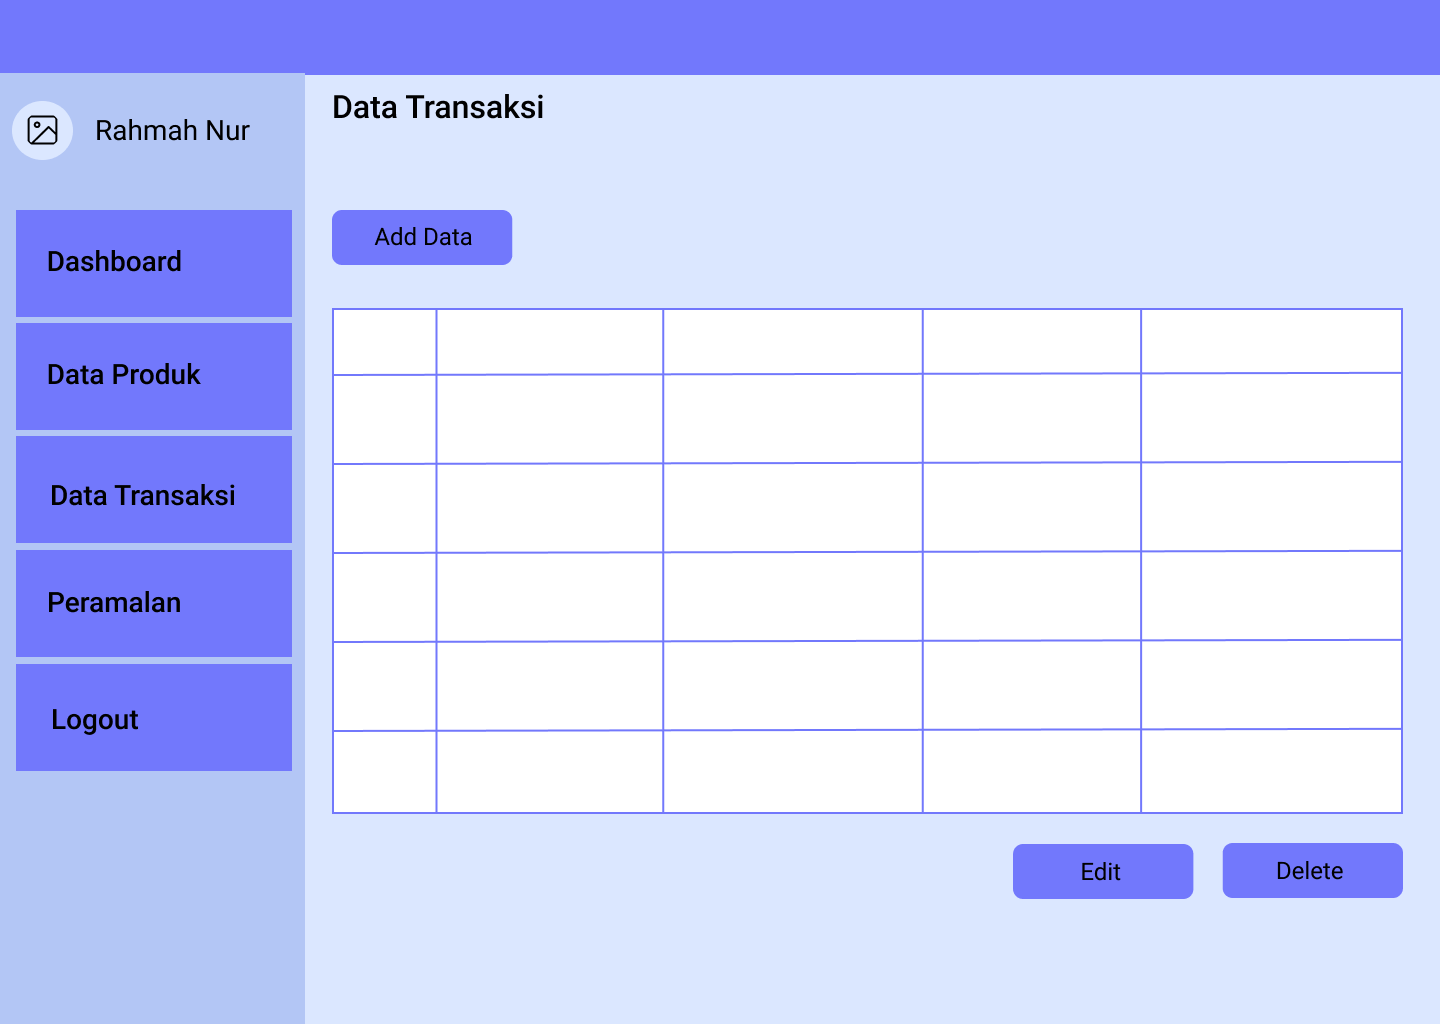 Rahmah Nur
Dashboard
Data Produk
Data Transaksi
Peramalan
Logout
Data Transaksi
Add Data
Edit
Delete